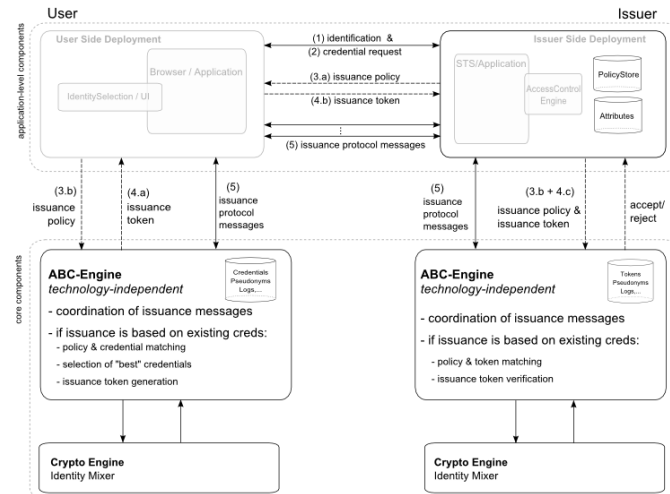 User
Issuer
application-level components
User Side Deployment
Browser / Application
IdentitySelection / UI
(1) identification &
(2) credential request
(3.a) issuance policy
(4.b) issuance token
(5) issuance protocol messages
Issuer Side Deployment
STS/Application
AccessControl
Engine
PolicyStore
Attributes
(3.b)
issuance
policy
(4.a)
issuance
token
(5)
issuance
protocol
messages
(5)
issuance
protocol
messages
(3.b + 4.c)
issuance policy &
issuance token
accept/
reject
core components
ABC-Engine
technology-independent
Credentials
Pseudonyms
Logs,...
- coordination of issuance messages
- if issuance is based on existing creds:
- policy & credential matching
- selection of "best" credentials
- issuance token generation
ABC-Engine
technology-independent
Tokens
Pseudonyms
Logs,...
- coordination of issuance messages
- if issuance is based on existing creds:
- policy & token matching
- issuance token verification
Crypto Engine
Identity Mixer
Crypto Engine
Identity Mixer